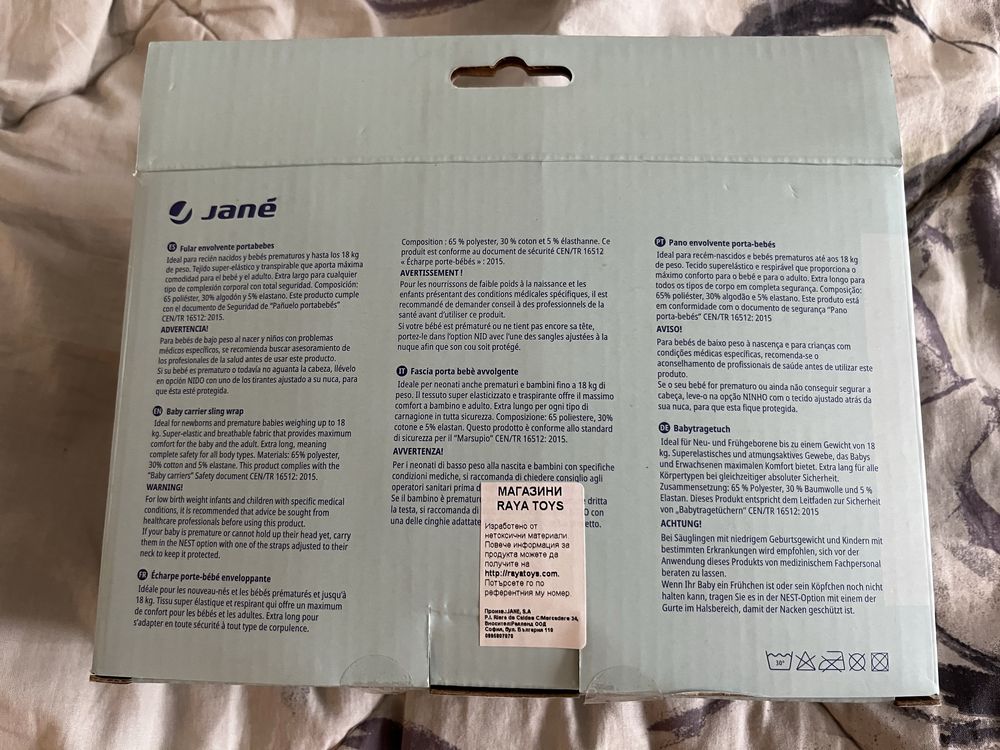 Jané
ES Fular envolvente portabebes
Ideal para recién nacidos y bebés prematuros y hasta los 18 kg
de peso. Tejido super-elástico y transpirable que aporta máxima
comodidad para el bebé y el adulto. Extra largo para cualquier
tipo de complexión corporal con total seguridad. Composición:
65 poliéster, 30% algodón y 5% elastano. Este producto cumple
con el documento de Seguridad de "Pañuelo portabebés"
CEN/TR 16512: 2015.
ADVERTENCIA!
Para bebés de bajo peso al nacer y niños con problemas
médicos específicos, se recomienda buscar asesoramiento de
los profesionales de la salud antes de usar este producto.
Si su bebé es prematuro o todavía no aguanta la cabeza, llévelo
en opción NIDO con uno de los tirantes ajustado a su nuca, para
que ésta esté protegida.
EN Baby carrier sling wrap
Ideal for newborns and premature babies weighing up to 18
kg. Super-elastic and breathable fabric that provides maximum
comfort for the baby and the adult. Extra long, meaning
complete safety for all body types. Materials: 65% polyester,
30% cotton and 5% elastane. This product complies with the
"Baby carriers" Safety document CEN/TR 16512: 2015.
WARNING!
For low birth weight infants and children with specific medical
conditions, it is recommended that advice be sought from
healthcare professionals before using this product.
If your baby is premature or cannot hold up their head yet, carry
them in the NEST option with one of the straps adjusted to their
neck to keep it protected.
FR Écharpe porte-bébé enveloppante
Idéale pour les nouveau-nés et les bébés prématurés et jusqu'à
18 kg. Tissu super élastique et respirant qui offre un maximum
de confort pour les bébés et les adultes. Extra long pour
s'adapter en toute sécurité à tout type de corpulence.
Composition : 65 % polyester, 30 % coton et 5 % élasthanne. Ce
produit est conforme au document de sécurité CEN/TR 16512
« Écharpe porte-bébés » : 2015.
AVERTISSEMENT !
Pour les nourrissons de faible poids à la naissance et les
enfants présentant des conditions médicales spécifiques, il est
recommandé de demander conseil à des professionnels de la
santé avant d'utiliser ce produit.
Si votre bébé est prématuré ou ne tient pas encore sa tête,
portez-le dans l'option NID avec l'une des sangles ajustées à la
nuque afin que son cou soit protégé.
IT Fascia porta bebè avvolgente
Ideale per neonati anche prematuri e bambini fino a 18 kg di
peso. Il tessuto super elasticizzato e traspirante offre il massimo
comfort a bambino e adulto. Extra lungo per ogni tipo di
carnagione in tutta sicurezza. Composizione: 65 poliestere, 30%
cotone e 5% elastan. Questo prodotto è conforme allo standard
di sicurezza per il "Marsupio" CEN/TR 16512: 2015.
AVVERTENZA!
Per i neonati di basso peso alla nascita e bambini con specifiche
condizioni mediche, si raccomanda di chiedere consiglio agli
operatori sanitari prima d
Se il bambino è prematur dritta
la testa, si raccomanda di O con
una delle cinghie adattate etto.
МАГАЗИНИ
RAYA TOYS
Изработено от
нетоксични материали.
Повече информация за
продукта можете да
получите на
http://rayatoys.com.
Потърсете го по
референтния му номер.
Произв.:JANE, S.A
P.I. Riera de Caldes C/Mercaders 34,
Вносител:Раяленд ООД
София, бул. България 110
PT Pano envolvente porta-bebés
Ideal para recém-nascidos e bebés prematuros até aos 18 kg
de peso. Tecido superelástico e respirável que proporciona o
máximo conforto para o bebé e para o adulto. Extra longo para
todos os tipos de corpo em completa segurança. Composição:
65% poliéster, 30% algodão e 5% elastano. Este produto está
em conformidade com o documento de segurança "Pano
porta-bebés" CEN/TR 16512: 2015
AVISO!
Para bebés de baixo peso à nascença e para crianças com
condições médicas específicas, recomenda-se o
aconselhamento de profissionais de saúde antes de utilizar este
produto.
Se o seu bebé for prematuro ou ainda não conseguir segurar a
cabeça, leve-o na opção NINHO com o tecido ajustado atrás da
sua nuca, para que esta fique protegida.
DE Babytragetuch
Ideal für Neu- und Frühgeborene bis zu einem Gewicht von 18
kg. Superelastisches und atmungsaktives Gewebe, das Babys
und Erwachsenen maximalen Komfort bietet. Extra lang für alle
Körpertypen bei gleichzeitiger absoluter Sicherheit.
Zusammensetzung: 65 % Polyester, 30 % Baumwolle und 5 %
Elastan. Dieses Produkt entspricht dem Leitfaden zur Sicherheit
von „Babytragetüchern" CEN/TR 16512: 2015
ACHTUNG!
Bei Säuglingen mit niedrigem Geburtsgewicht und Kindern mit
bestimmten Erkrankungen wird empfohlen, sich vor der
Anwendung dieses Produkts von medizinischem Fachpersonal
beraten zu lassen.
Wenn Ihr Baby ein Frühchen ist oder sein Köpfchen noch nicht
halten kann, tragen Sie es in der NEST-Option mit einem der
Gurte im Halsbereich, damit der Nacken geschützt ist.
30°